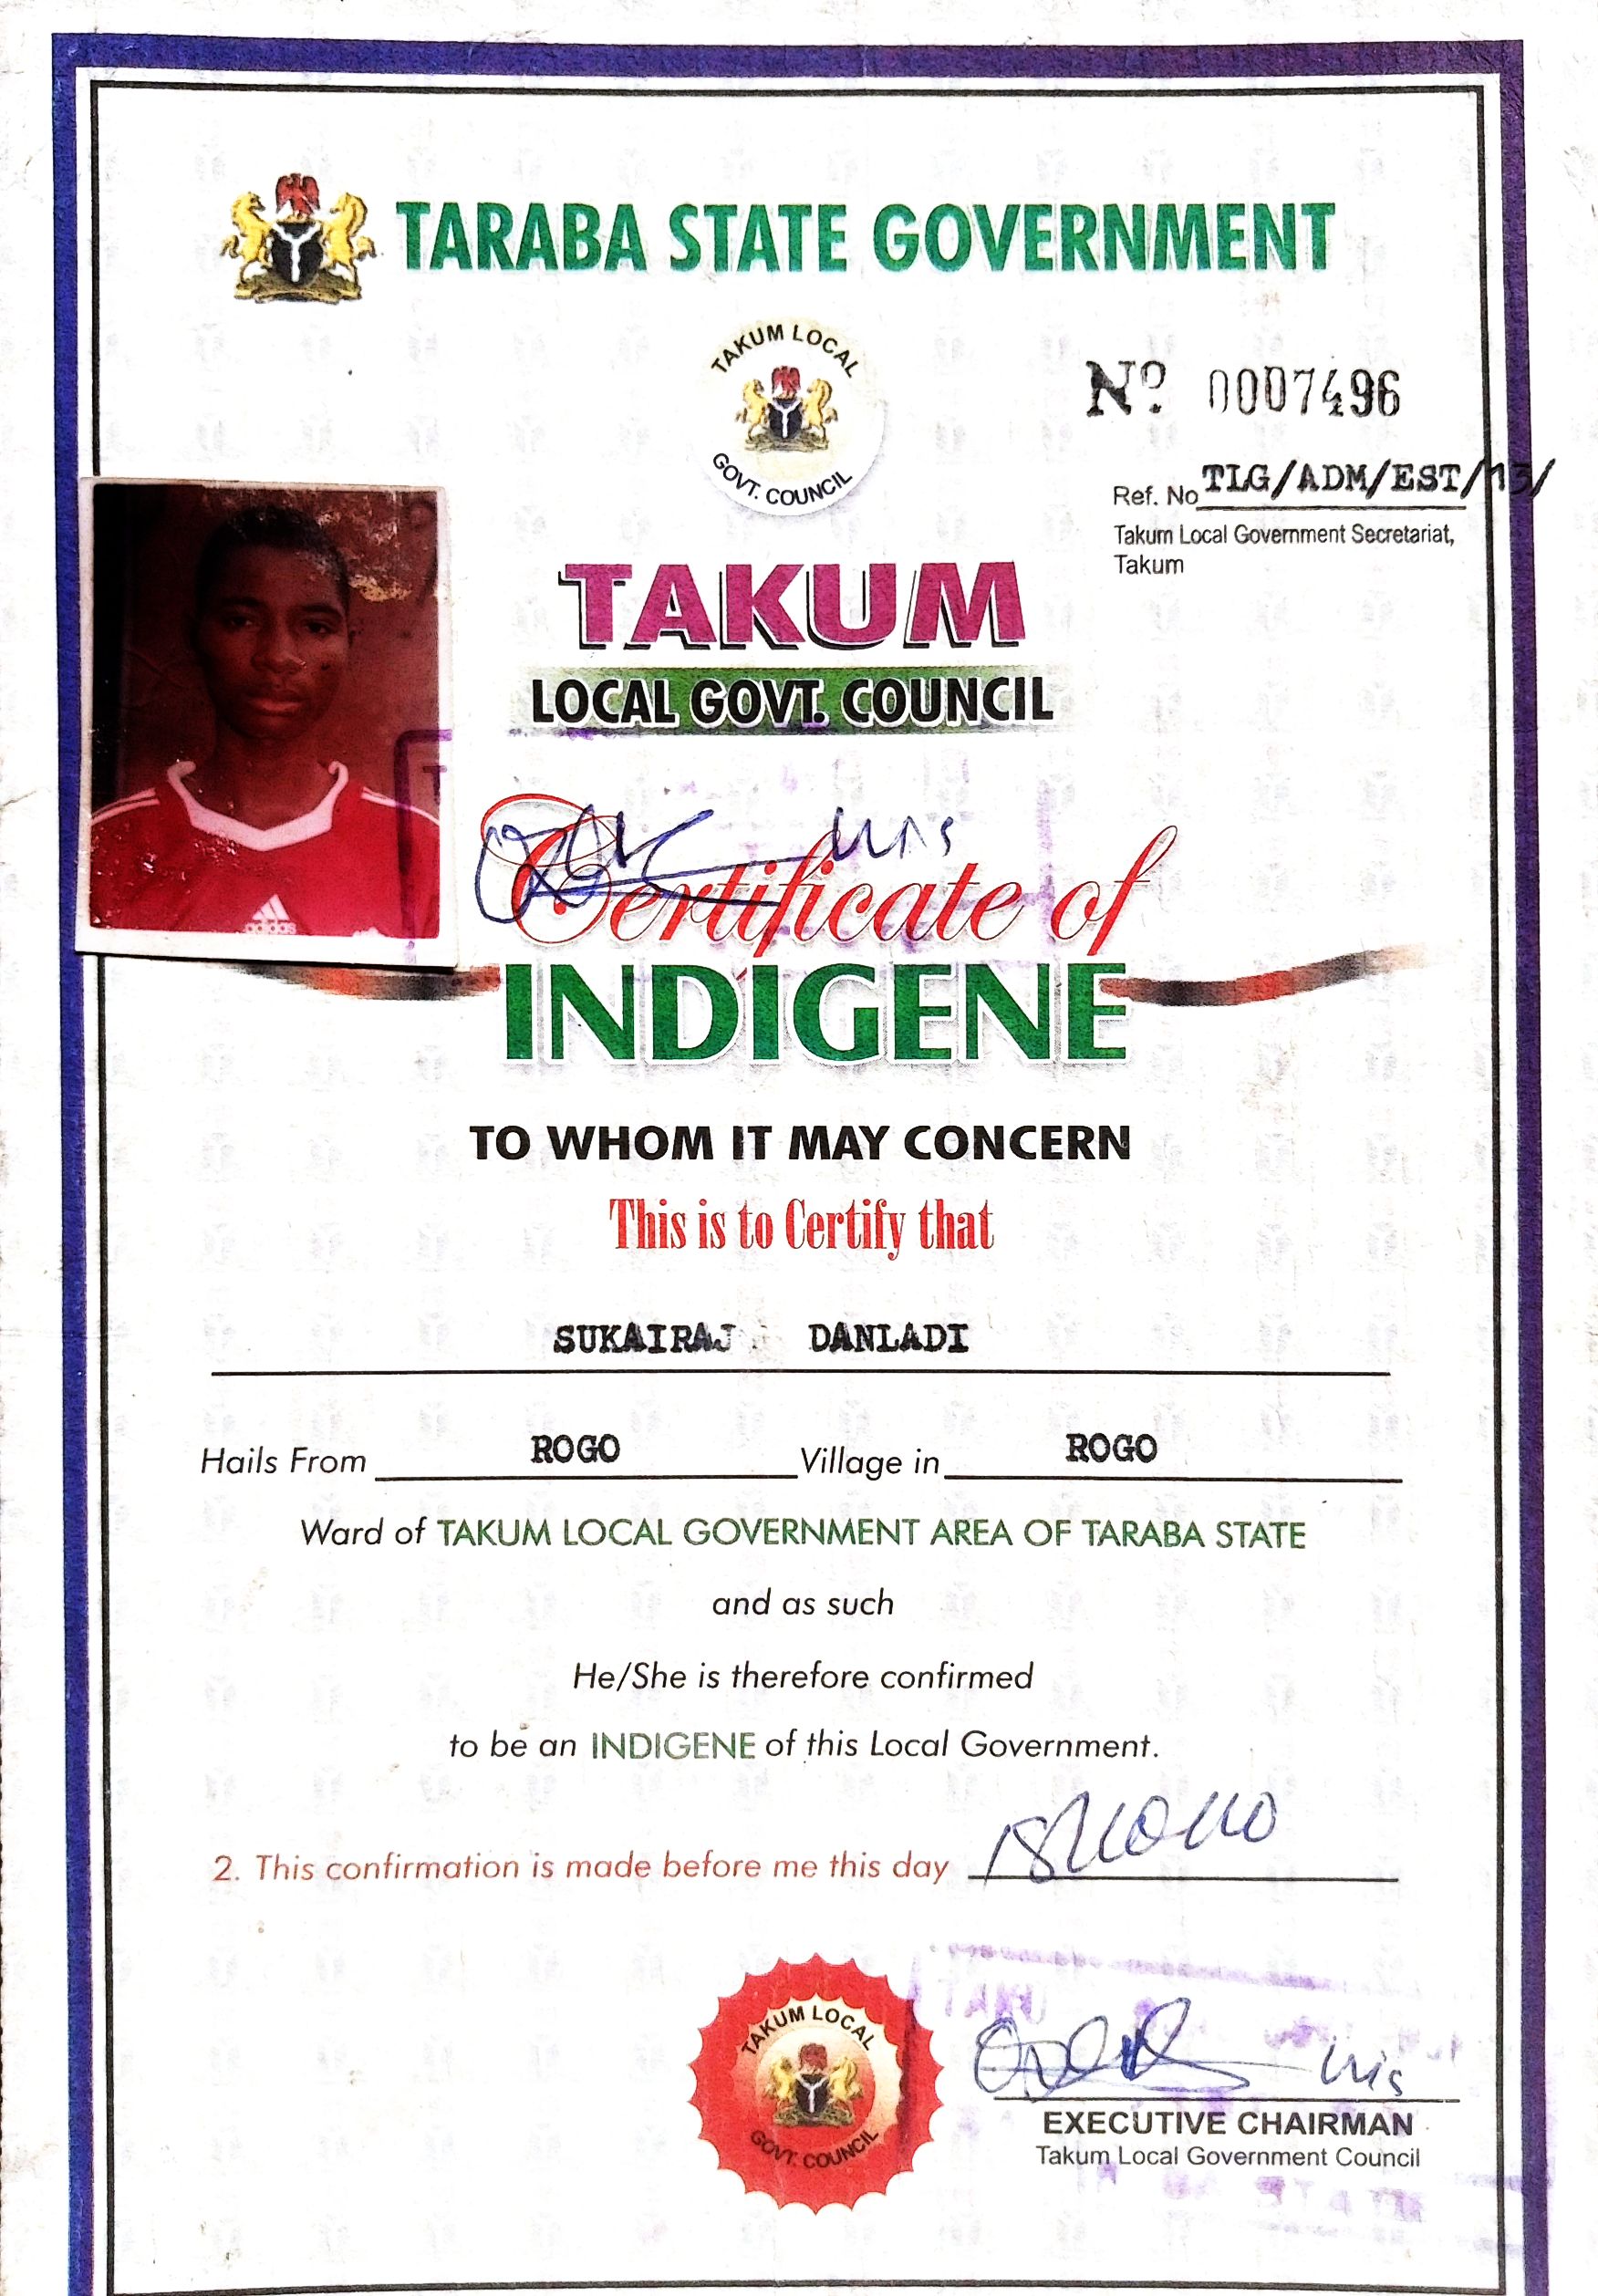 TARABA STATE GOVERNMENT
TAKUM LOCAL
GOVT. COUNCIL
Nº 0007496
Ref. No TLG/ADM/EST/13/
Takum Local Government Secretariat,
Takum
TAKUM
LOCAL GOVT. COUNCIL
adidas
Certificate of
INDIGENE
TO WHOM IT MAY CONCERN
This is to Certify that
SUKAIRAJ DANLADI
Hails From ROGO Village in ROGO
Ward of TAKUM LOCAL GOVERNMENT AREA OF TARABA STATE
and as such
He/She is therefore confirmed
to be an INDIGENE of this Local Government.
2. This confirmation is made before me this day
TAKUM LOCAL
GOVT. COUNCIL
EXECUTIVE CHAIRMAN
Takum Local Government Council